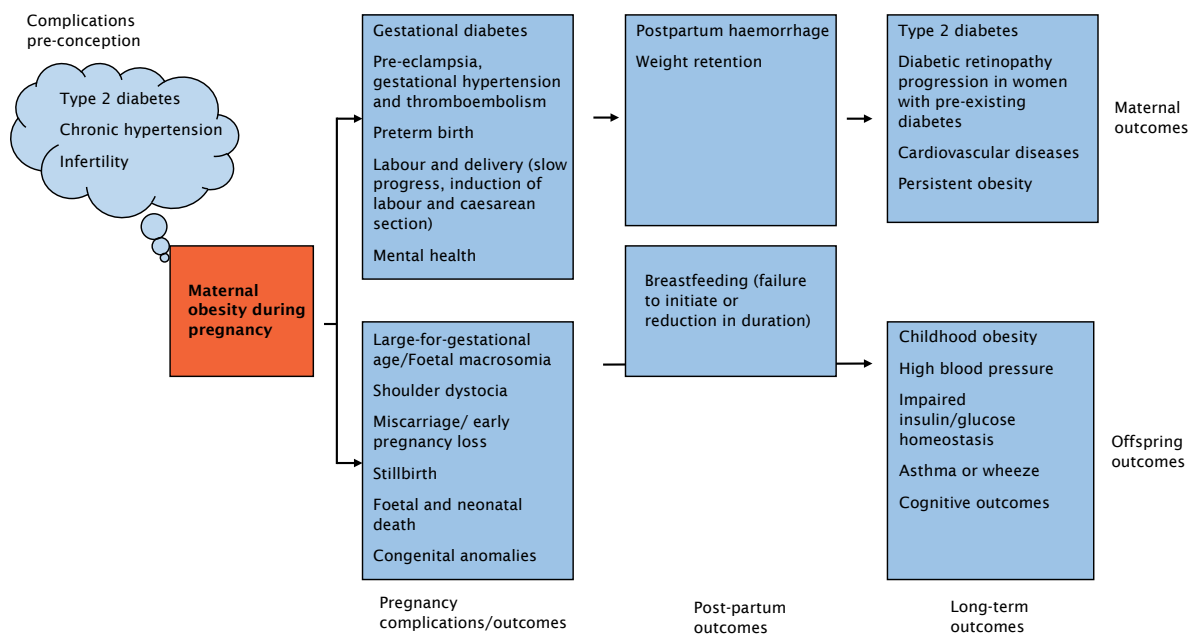 Complications
pre-conception
Type 2 diabetes
Chronic hypertension
Infertility
Maternal
obesity during
pregnancy
Gestational diabetes
Pre-eclampsia,
gestational hypertension
and thromboembolism
Preterm birth
Labour and delivery (slow
progress, induction of
labour and caesarean
section)
Mental health
Postpartum haemorrhage
Weight retention
Type 2 diabetes
Diabetic retinopathy
progression in women
with pre-existing
diabetes
Cardiovascular diseases
Persistent obesity
Maternal
outcomes
Large-for-gestational
age/Foetal macrosomia
Shoulder dystocia
Miscarriage/ early
pregnancy loss
Stillbirth
Foetal and neonatal
death
Congenital anomalies
Breastfeeding (failure
to initiate or
reduction in duration)
Childhood obesity
High blood pressure
Impaired
insulin/glucose
homeostasis
Asthma or wheeze
Cognitive outcomes
Offspring
outcomes
Pregnancy
complications/outcomes
Post-partum
outcomes
Long-term
outcomes